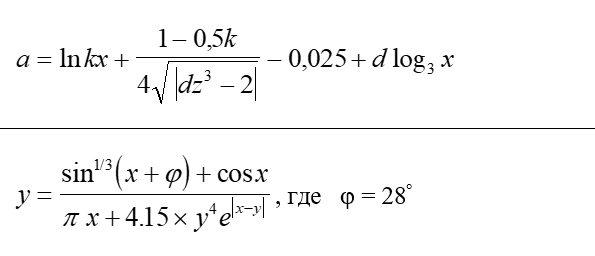 a = ln kx + (1 − 0,5k)/(4√|dz³ − 2|) − 0,025 + d log₃ x
y = (sin^{1/3}(x + φ) + cos x)/(π x + 4.15 × y⁴e^{|x−y|}) , где φ = 28°